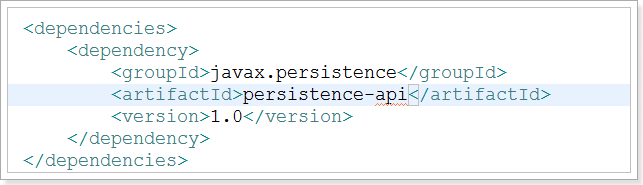 <dependencies>
    <dependency>
        <groupId>javax.persistence</groupId>
        <artifactId>persistence-api</artifactId>
        <version>1.0</version>
    </dependency>
</dependencies>